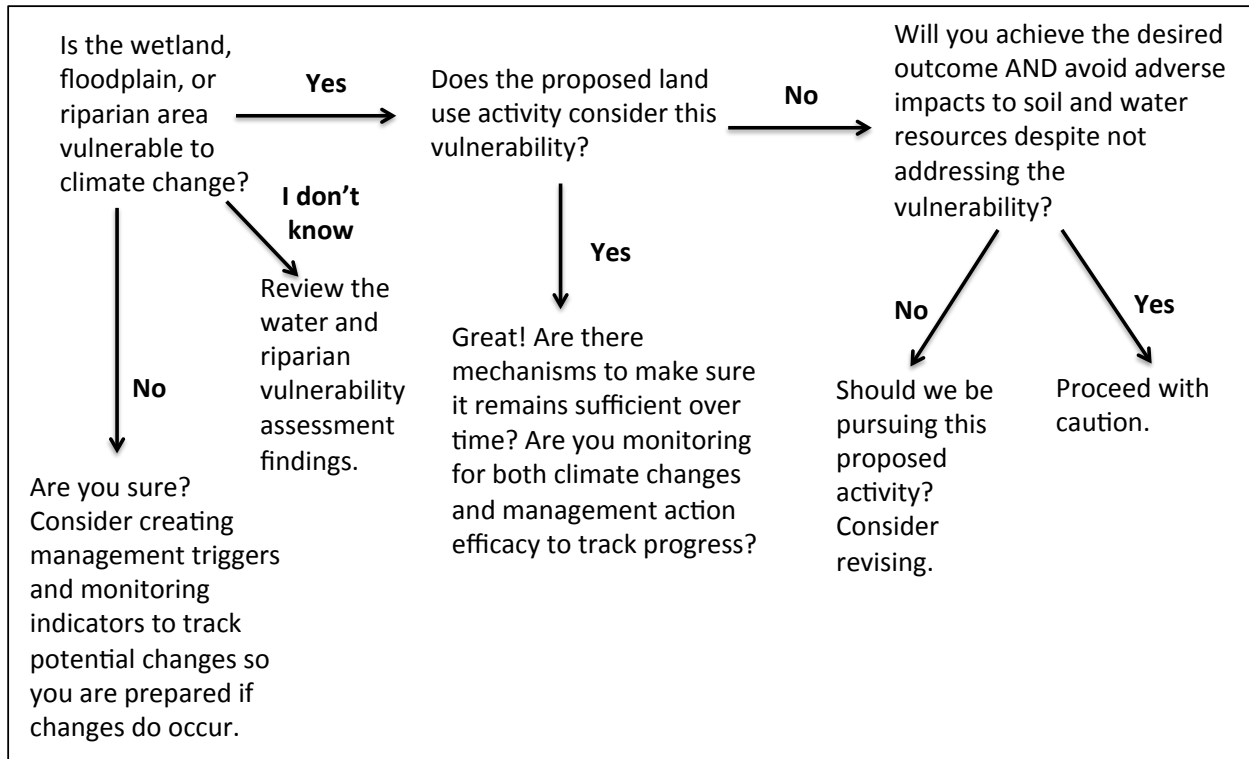 Is the wetland,
floodplain, or
riparian area
vulnerable to
climate change?
Yes
Does the proposed land
use activity consider this
vulnerability?
No
Will you achieve the desired
outcome AND avoid adverse
impacts to soil and water
resources despite not
addressing the
vulnerability?
I don’t
know
Review the
water and
riparian
vulnerability
assessment
findings.
No
Are you sure?
Consider creating
management triggers
and monitoring
indicators to track
potential changes so
you are prepared if
changes do occur.
Yes
Great! Are there
mechanisms to make sure
it remains sufficient over
time? Are you monitoring
for both climate changes
and management action
efficacy to track progress?
No
Should we be
pursuing this
proposed
activity?
Consider
revising.
Yes
Proceed with
caution.